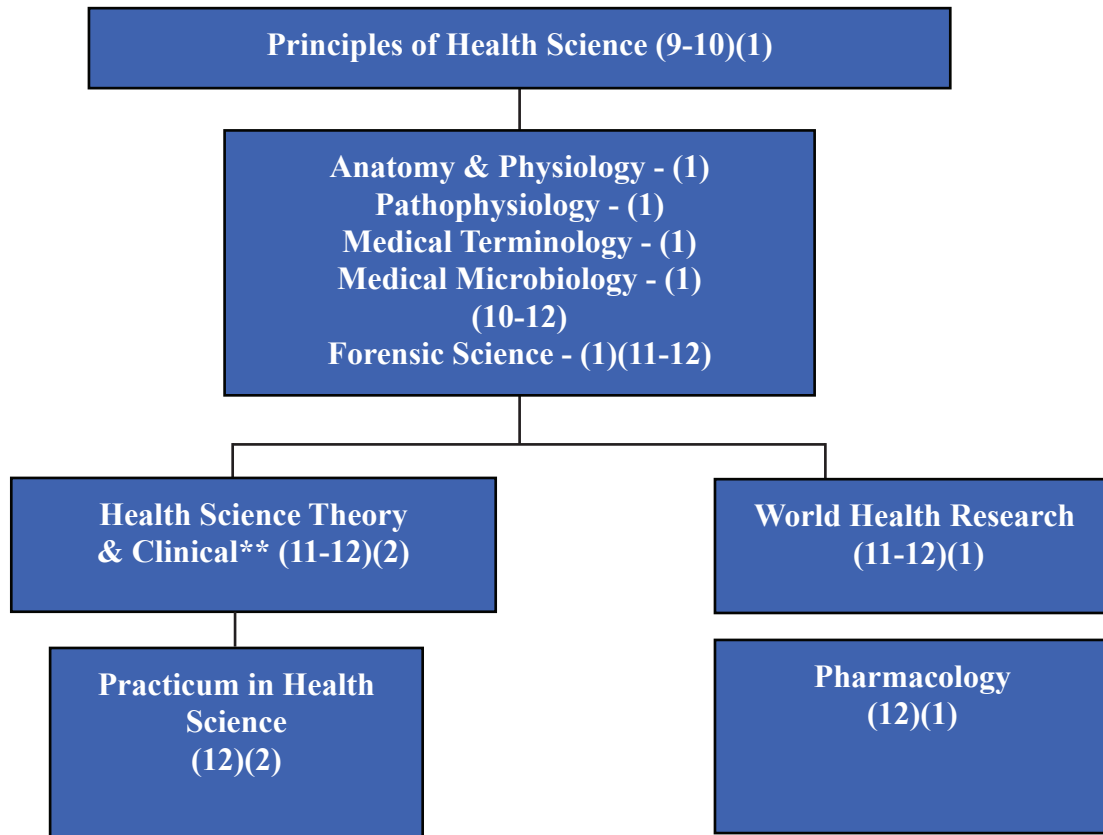 Principles of Health Science (9-10)(1)
Anatomy & Physiology - (1)
Pathophysiology - (1)
Medical Terminology - (1)
Medical Microbiology - (1)
(10-12)
Forensic Science - (1)(11-12)
Health Science Theory
& Clinical** (11-12)(2)
World Health Research
(11-12)(1)
Practicum in Health
Science
(12)(2)
Pharmacology
(12)(1)